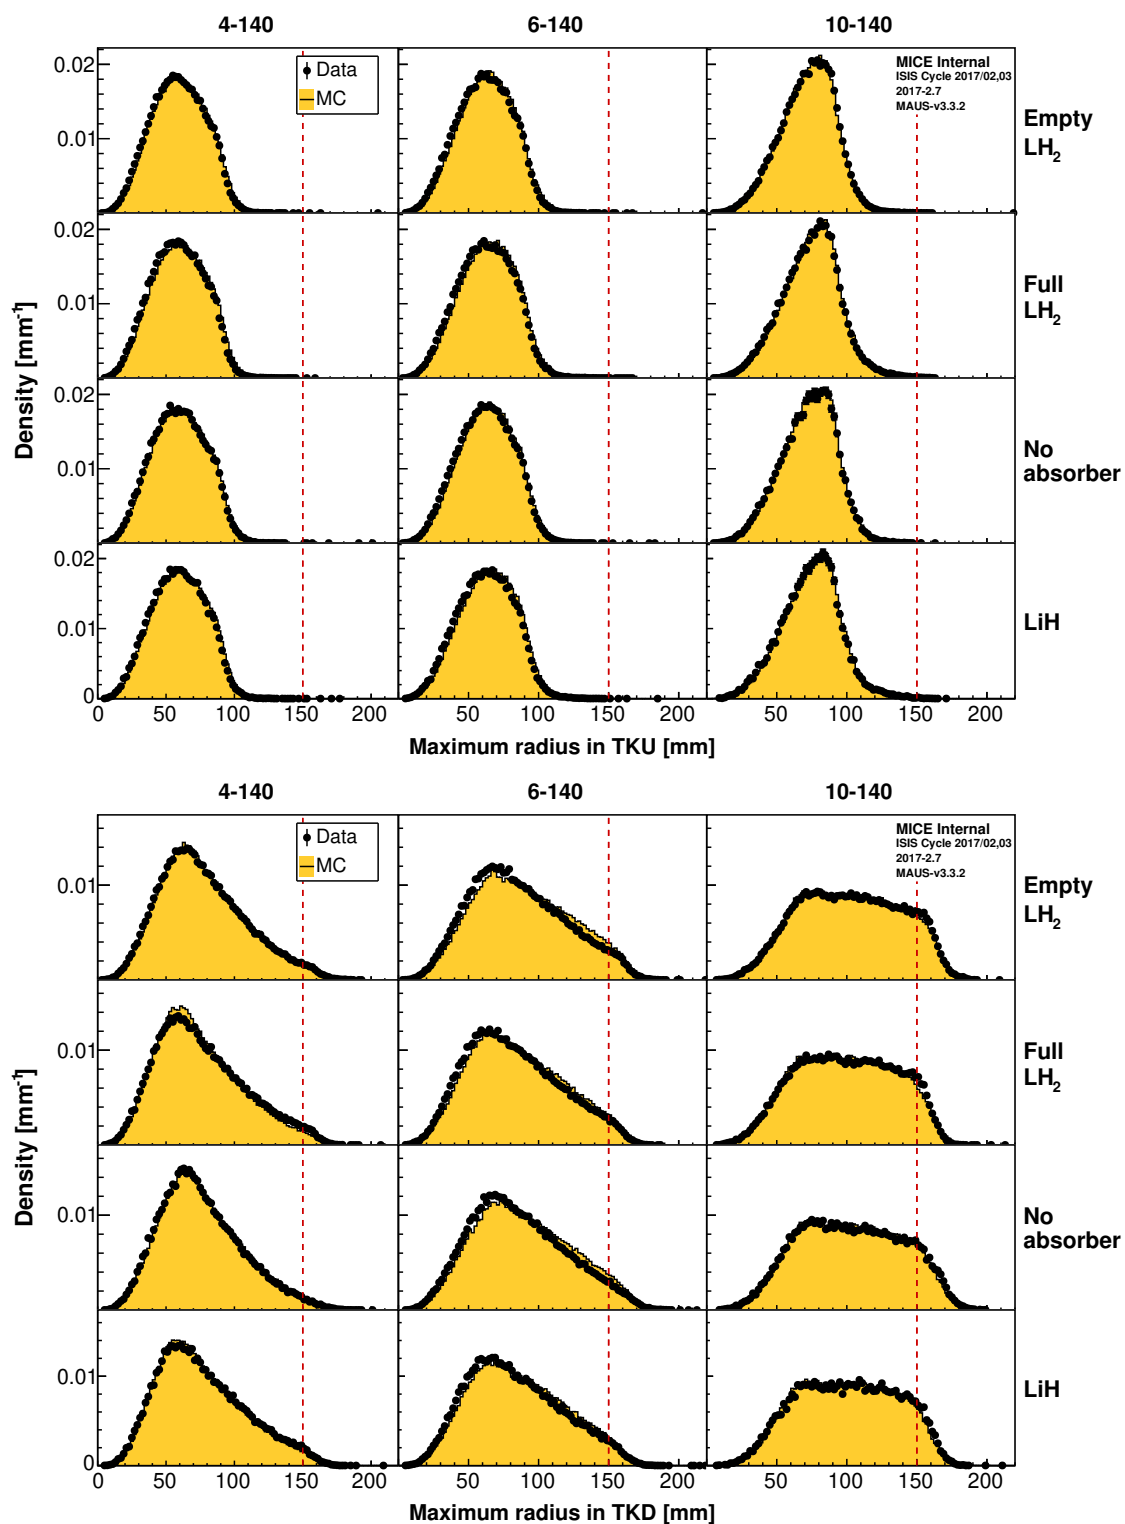 4-140 6-140 10-140
0.02
0.01
Data
MC
MICE Internal
ISIS Cycle 2017/02,03
2017-2.7
MAUS-v3.3.2
Empty
LH2
0.02
0.01
Full
LH2
0.02
0.01
No
absorber
0.02
0.01
0
LiH
Density [mm-1]
0 50 100 150 200 50 100 150 200 50 100 150 200
Maximum radius in TKU [mm]
4-140 6-140 10-140
0.01
Data
MC
MICE Internal
ISIS Cycle 2017/02,03
2017-2.7
MAUS-v3.3.2
Empty
LH2
0.01
Full
LH2
0.01
No
absorber
0.01
0
LiH
Density [mm-1]
0 50 100 150 200 50 100 150 200 50 100 150 200
Maximum radius in TKD [mm]